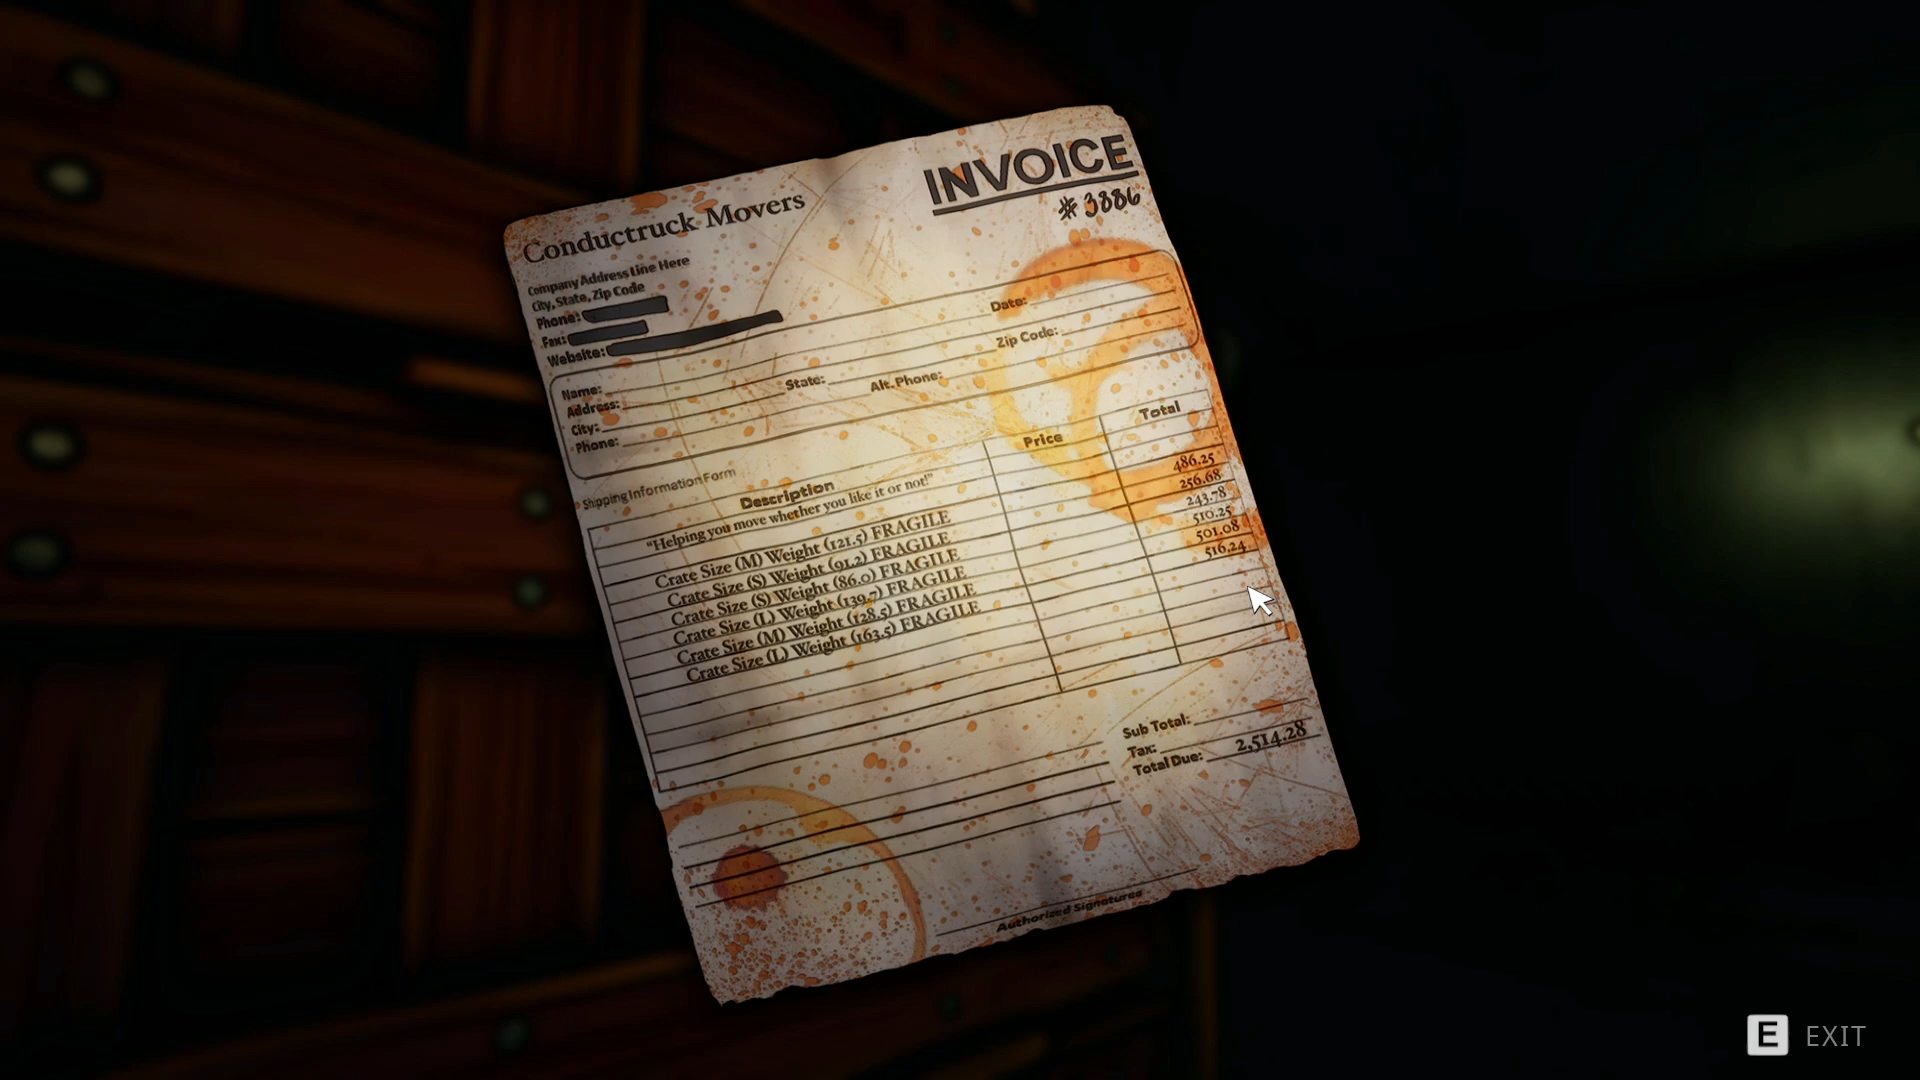 Conductruck Movers
INVOICE
# 3886
Company Address Line Here
City, State, Zip Code
Phone:
Fax:
Website:
Name:
Date:
Address:
City:
State:
Alt. Phone:
Zip Code:
Phone:
Shipping Information Form
Description
Price
Total
"Helping you move whether you like it or not!"
Crate Size (M) Weight (121.5) FRAGILE 486.25
Crate Size (S) Weight (91.2) FRAGILE 256.68
Crate Size (S) Weight (86.0) FRAGILE 243.78
Crate Size (L) Weight (139.7) FRAGILE 510.25
Crate Size (M) Weight (128.5) FRAGILE 501.08
Crate Size (L) Weight (163.5) FRAGILE 516.24
Sub Total:
Tax:
Total Due: 2,514.28
Authorized Signatures
E EXIT